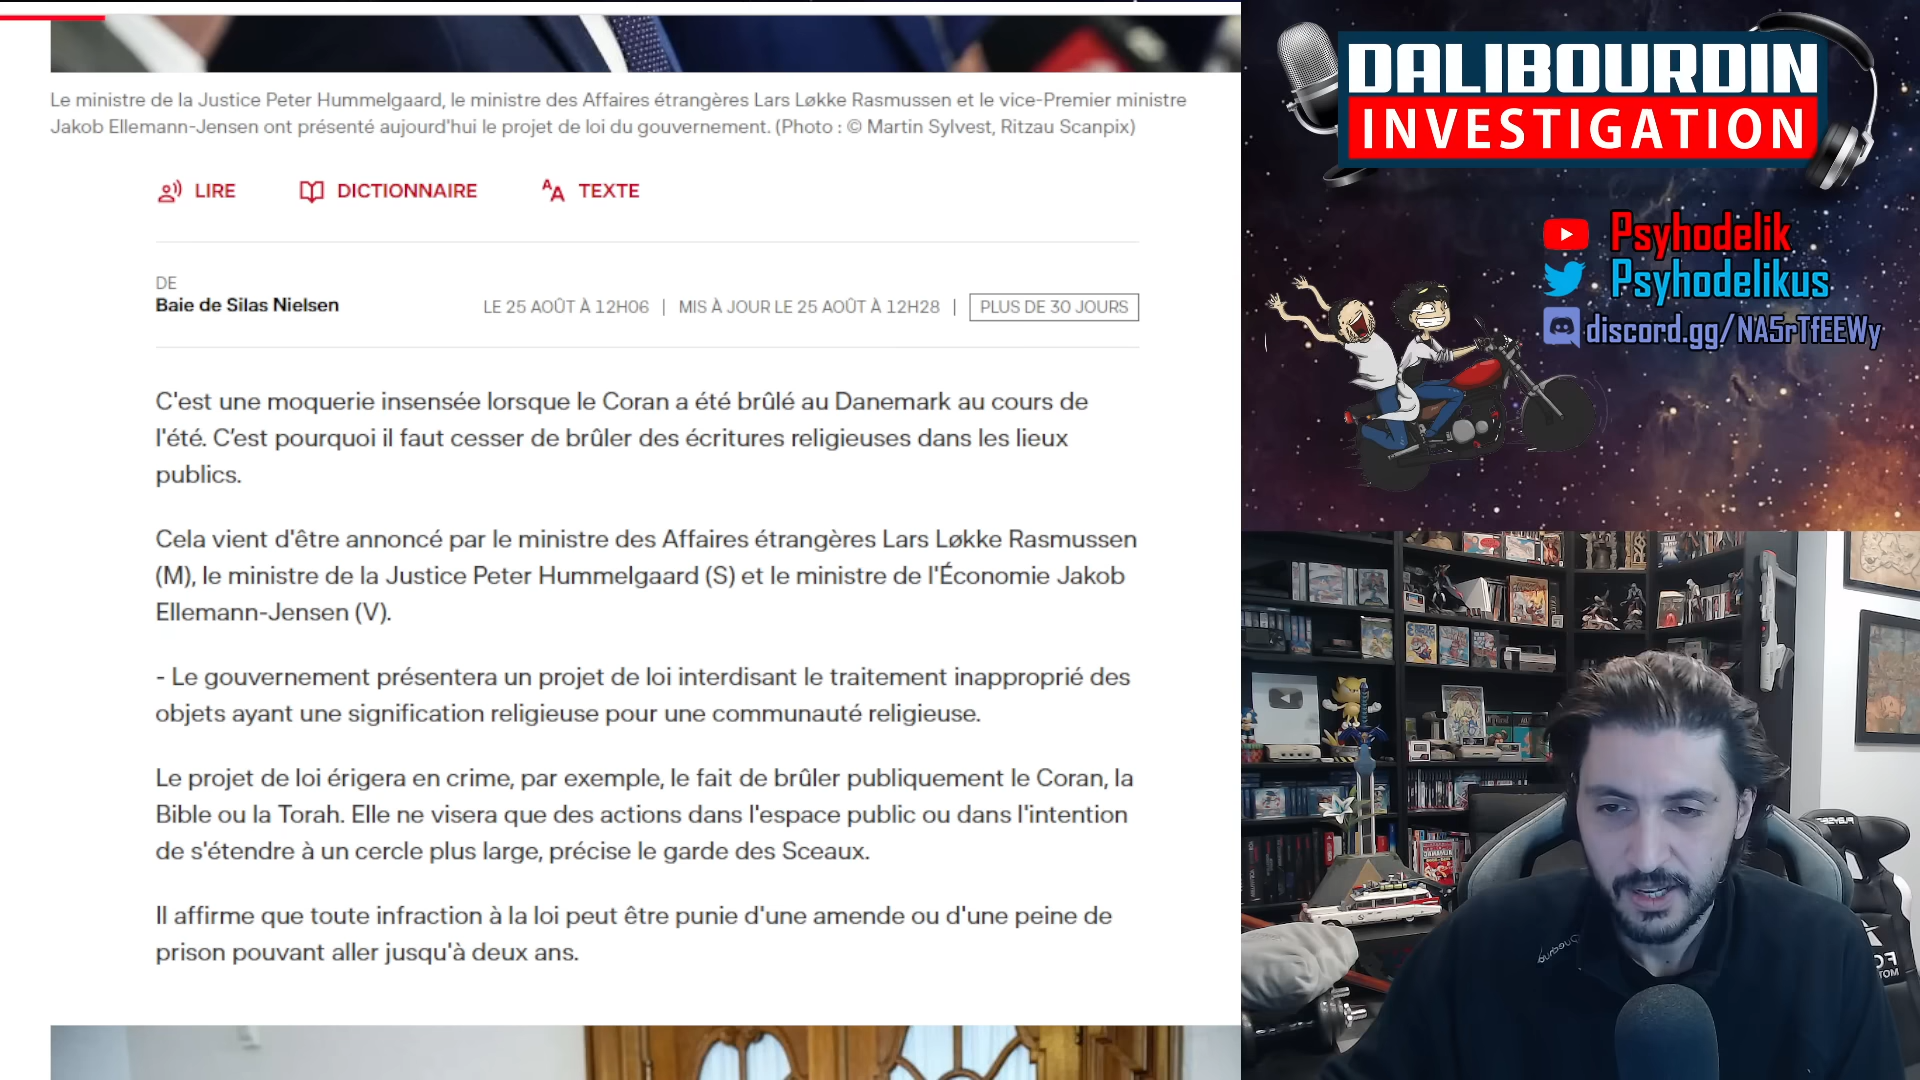 Le ministre de la Justice Peter Hummelgaard, le ministre des Affaires étrangères Lars Løkke Rasmussen et le vice-Premier ministre
Jakob Ellemann-Jensen ont présenté aujourd'hui le projet de loi du gouvernement. (Photo : © Martin Sylvest, Ritzau Scanpix)
LIRE
DICTIONNAIRE
TEXTE
DE
Baie de Silas Nielsen
LE 25 AOÛT À 12H06 | MIS À JOUR LE 25 AOÛT À 12H28 | PLUS DE 30 JOURS
C'est une moquerie insensée lorsque le Coran a été brûlé au Danemark au cours de
l'été. C’est pourquoi il faut cesser de brûler des écritures religieuses dans les lieux
publics.
Cela vient d'être annoncé par le ministre des Affaires étrangères Lars Løkke Rasmussen
(M), le ministre de la Justice Peter Hummelgaard (S) et le ministre de l'Économie Jakob
Ellemann-Jensen (V).
- Le gouvernement présentera un projet de loi interdisant le traitement inapproprié des
objets ayant une signification religieuse pour une communauté religieuse.
Le projet de loi érigera en crime, par exemple, le fait de brûler publiquement le Coran, la
Bible ou la Torah. Elle ne visera que des actions dans l'espace public ou dans l'intention
de s'étendre à un cercle plus large, précise le garde des Sceaux.
Il affirme que toute infraction à la loi peut être punie d'une amende ou d'une peine de
prison pouvant aller jusqu'à deux ans.
DALIBOURDIN
INVESTIGATION
Psyhodelik
Psyhodelikus
discord.gg/NA5rTfEEWy